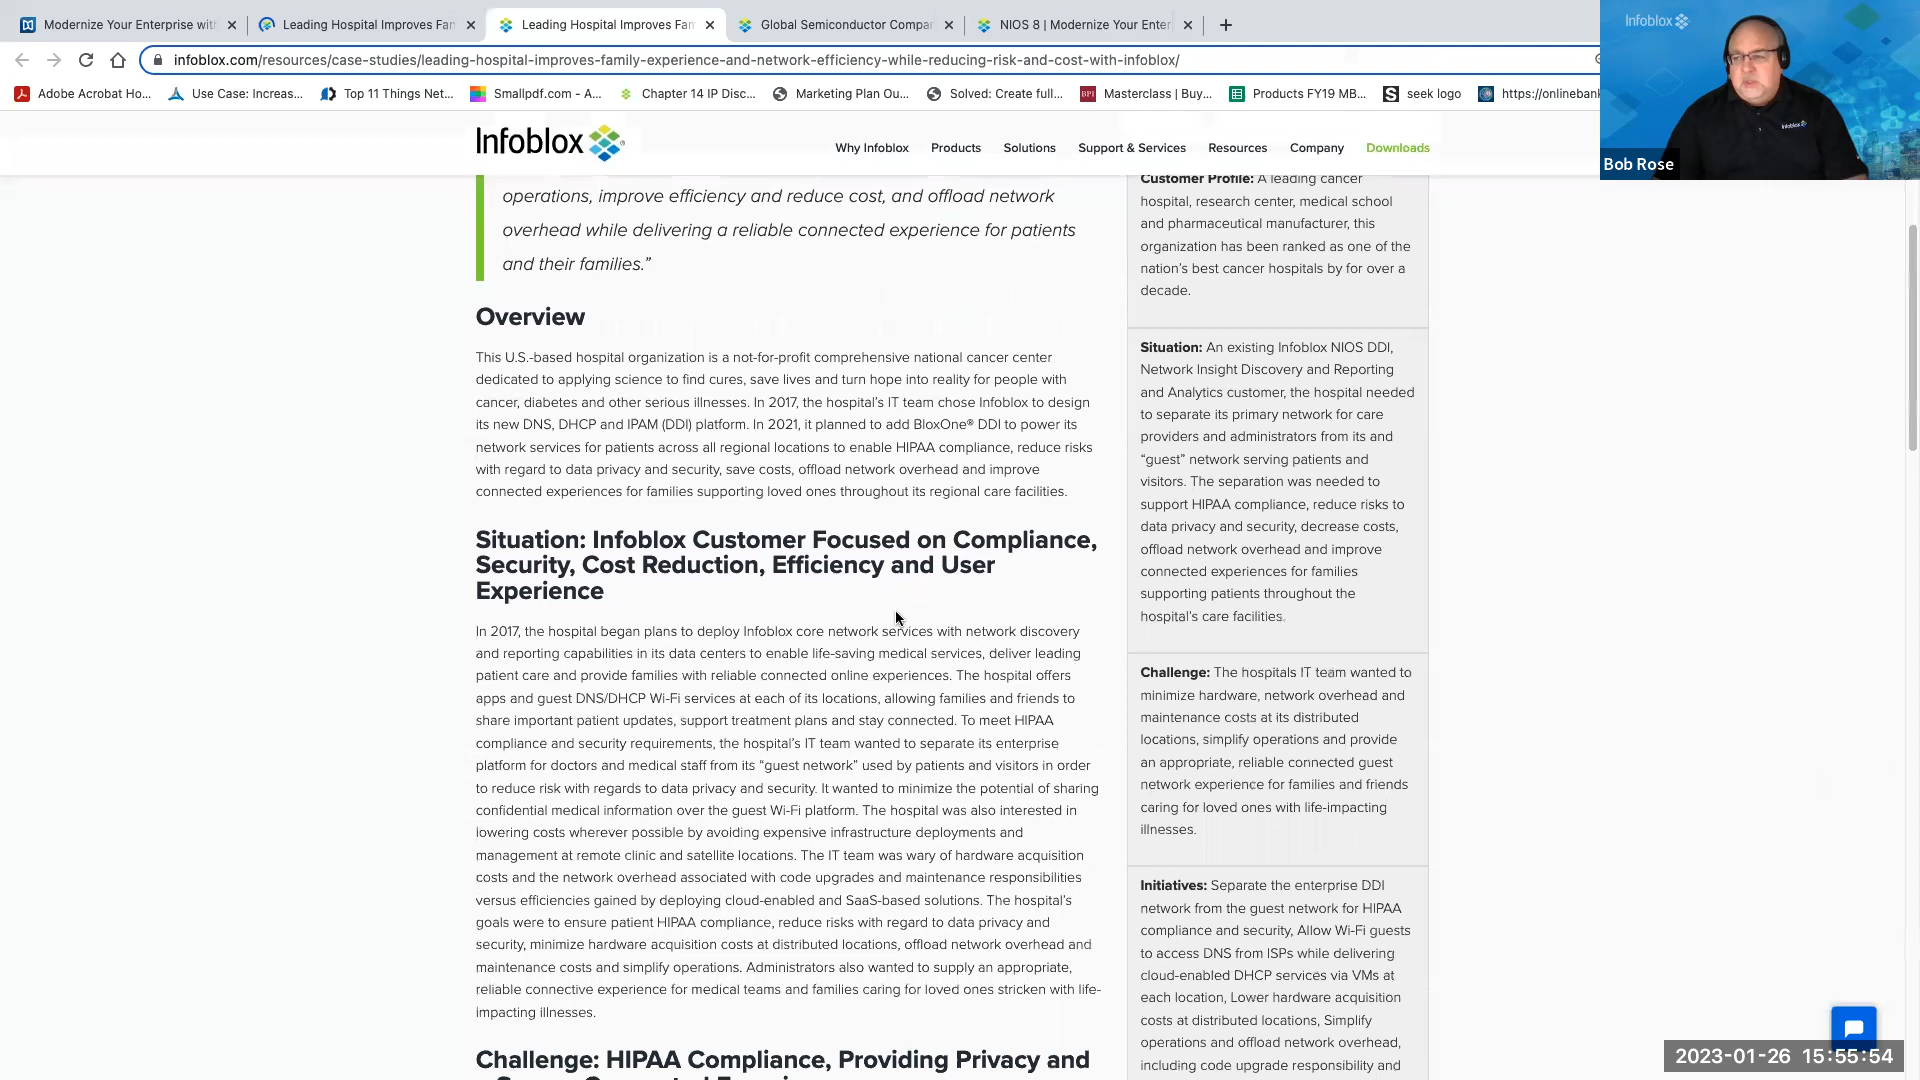 Modernize Your Enterprise with
Leading Hospital Improves Fam
Leading Hospital Improves Fam
Global Semiconductor Compan
NIOS 8 | Modernize Your Enter
infoblox.com/resources/case-studies/leading-hospital-improves-family-experience-and-network-efficiency-while-reducing-risk-and-cost-with-infoblox/
Adobe Acrobat Ho...
Use Case: Increas...
Top 11 Things Net...
Smallpdf.com - A...
Chapter 14 IP Disc...
Marketing Plan Ou...
Solved: Create full...
BPI
Masterclass | Buy...
Products FY19 MB...
seek logo
https://onlinebank
Infoblox
infoblox
Bob Rose
Infoblox
Why Infoblox
Products
Solutions
Support & Services
Resources
Company
Downloads
operations, improve efficiency and reduce cost, and offload network
overhead while delivering a reliable connected experience for patients
and their families.”
Overview
This U.S.-based hospital organization is a not-for-profit comprehensive national cancer center
dedicated to applying science to find cures, save lives and turn hope into reality for people with
cancer, diabetes and other serious illnesses. In 2017, the hospital’s IT team chose Infoblox to design
its new DNS, DHCP and IPAM (DDI) platform. In 2021, it planned to add BloxOne® DDI to power its
network services for patients across all regional locations to enable HIPAA compliance, reduce risks
with regard to data privacy and security, save costs, offload network overhead and improve
connected experiences for families supporting loved ones throughout its regional care facilities.
Situation: Infoblox Customer Focused on Compliance,
Security, Cost Reduction, Efficiency and User
Experience
In 2017, the hospital began plans to deploy Infoblox core network services with network discovery
and reporting capabilities in its data centers to enable life-saving medical services, deliver leading
patient care and provide families with reliable connected online experiences. The hospital offers
apps and guest DNS/DHCP Wi-Fi services at each of its locations, allowing families and friends to
share important patient updates, support treatment plans and stay connected. To meet HIPAA
compliance and security requirements, the hospital’s IT team wanted to separate its enterprise
platform for doctors and medical staff from its “guest network” used by patients and visitors in order
to reduce risk with regards to data privacy and security. It wanted to minimize the potential of sharing
confidential medical information over the guest Wi-Fi platform. The hospital was also interested in
lowering costs wherever possible by avoiding expensive infrastructure deployments and
management at remote clinic and satellite locations. The IT team was wary of hardware acquisition
costs and the network overhead associated with code upgrades and maintenance responsibilities
versus efficiencies gained by deploying cloud-enabled and SaaS-based solutions. The hospital’s
goals were to ensure patient HIPAA compliance, reduce risks with regard to data privacy and
security, minimize hardware acquisition costs at distributed locations, offload network overhead and
maintenance costs and simplify operations. Administrators also wanted to supply an appropriate,
reliable connective experience for medical teams and families caring for loved ones stricken with life-
impacting illnesses.
Challenge: HIPAA Compliance, Providing Privacy and
Customer Profile: A leading cancer
hospital, research center, medical school
and pharmaceutical manufacturer, this
organization has been ranked as one of the
nation’s best cancer hospitals by for over a
decade.
Situation: An existing Infoblox NIOS DDI,
Network Insight Discovery and Reporting
and Analytics customer, the hospital needed
to separate its primary network for care
providers and administrators from its and
“guest” network serving patients and
visitors. The separation was needed to
support HIPAA compliance, reduce risks to
data privacy and security, decrease costs,
offload network overhead and improve
connected experiences for families
supporting patients throughout the
hospital’s care facilities.
Challenge: The hospitals IT team wanted to
minimize hardware, network overhead and
maintenance costs at its distributed
locations, simplify operations and provide
an appropriate, reliable connected guest
network experience for families and friends
caring for loved ones with life-impacting
illnesses.
Initiatives: Separate the enterprise DDI
network from the guest network for HIPAA
compliance and security, Allow Wi-Fi guests
to access DNS from ISPs while delivering
cloud-enabled DHCP services via VMs at
each location, Lower hardware acquisition
costs at distributed locations, Simplify
operations and offload network overhead,
including code upgrade responsibility and
2023-01-26 15:55:54